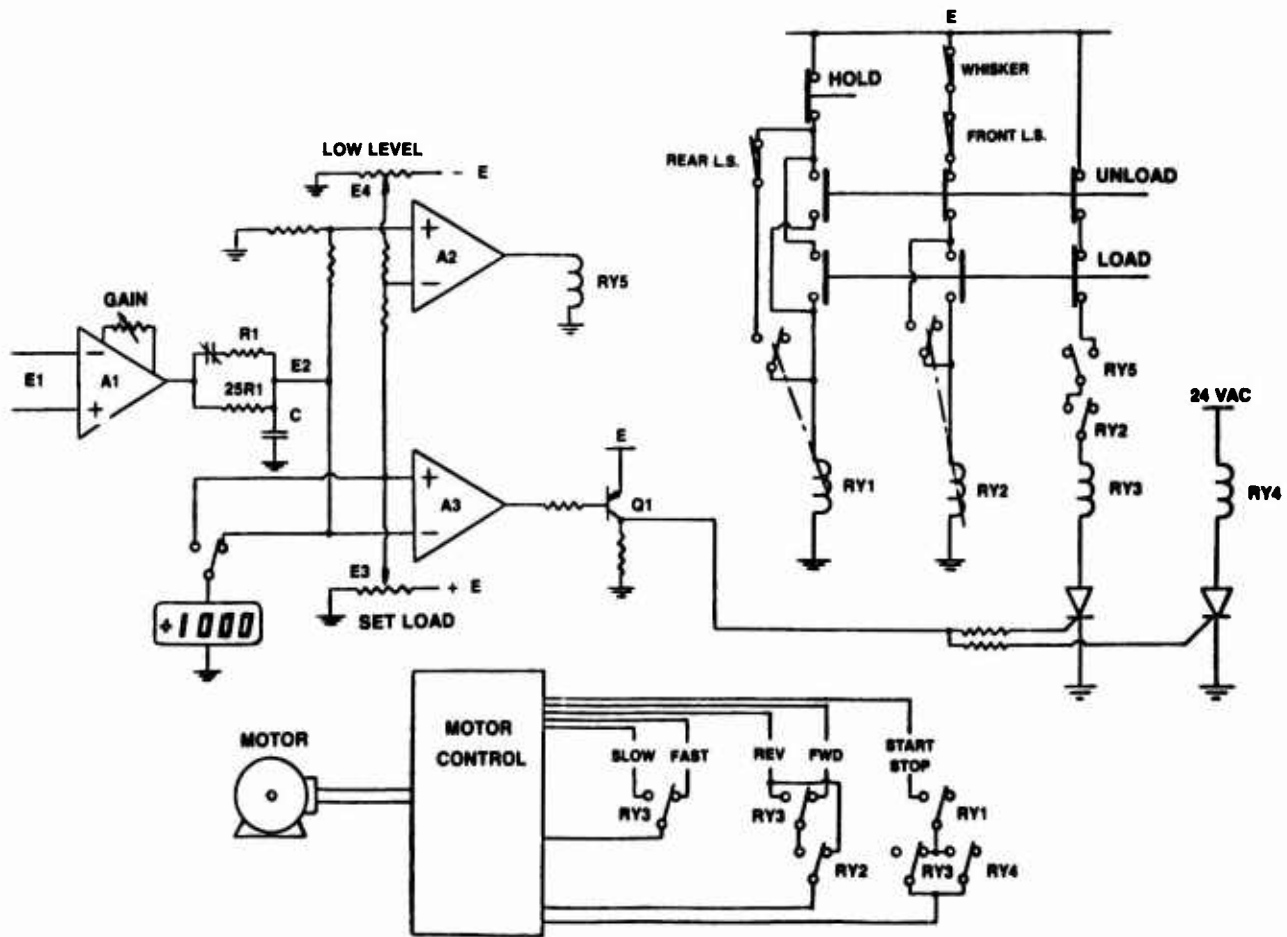 E
HOLD
WHISKER
FRONT L.S.
REAR L.S.
LOW LEVEL
E4
- E
UNLOAD
+
A2
−
RY5
LOAD
GAIN
R1
E2
E1
−
A1
+
25R1
C
RY5
24 VAC
RY2
E
+
A3
−
Q1
RY1
RY2
RY3
RY4
E3
+ E
SET LOAD
+1000
MOTOR
MOTOR
CONTROL
SLOW
FAST
REV
FWD
START
STOP
RY3
RY3
RY1
RY2
RY3
RY4